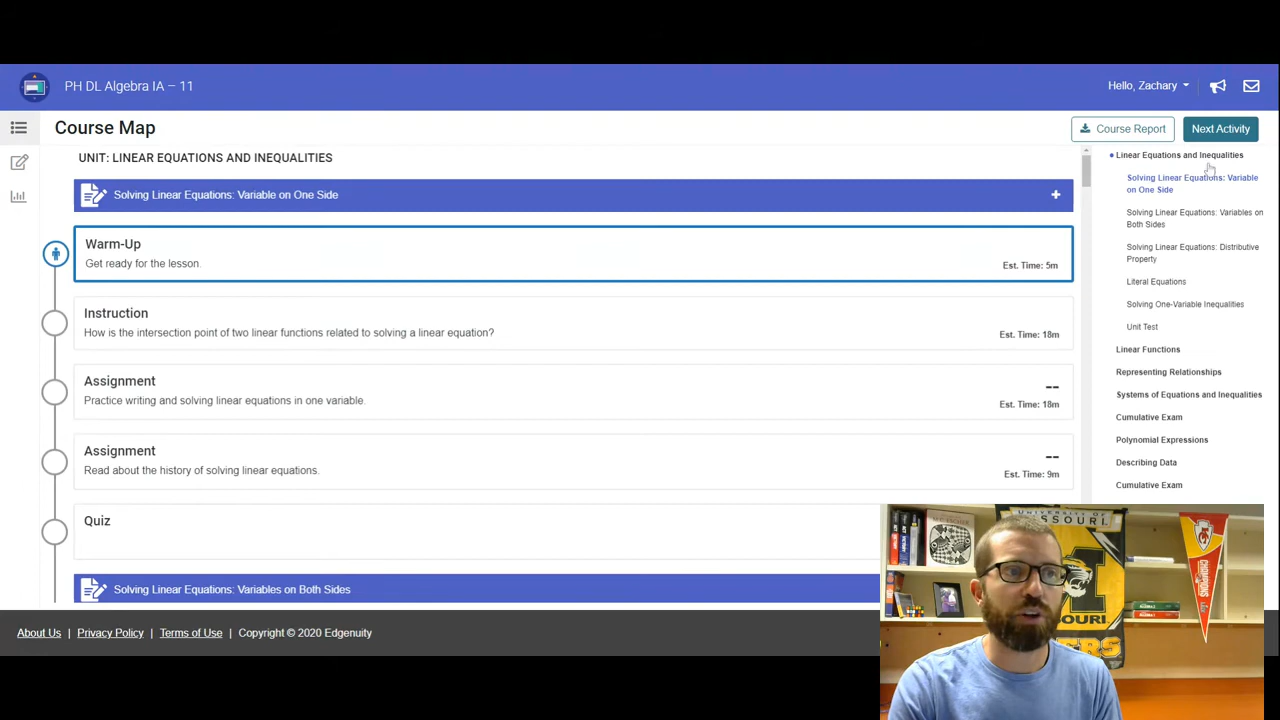 PH DL Algebra IA – 11
Hello, Zachary
Course Map
Course Report
Next Activity
UNIT: LINEAR EQUATIONS AND INEQUALITIES
Solving Linear Equations: Variable on One Side
+
Warm-Up
Get ready for the lesson.
Est. Time: 5m
Instruction
How is the intersection point of two linear functions related to solving a linear equation?
Est. Time: 18m
Assignment
--
Practice writing and solving linear equations in one variable.
Est. Time: 18m
Assignment
--
Read about the history of solving linear equations.
Est. Time: 9m
Quiz
Solving Linear Equations: Variables on Both Sides
Linear Equations and Inequalities
Solving Linear Equations: Variable
on One Side
Solving Linear Equations: Variables on
Both Sides
Solving Linear Equations: Distributive
Property
Literal Equations
Solving One-Variable Inequalities
Unit Test
Linear Functions
Representing Relationships
Systems of Equations and Inequalities
Cumulative Exam
Polynomial Expressions
Describing Data
Cumulative Exam
About Us | Privacy Policy | Terms of Use | Copyright © 2020 Edgenuity
UNIVERSITY OF
MISSOURI
M
CHAMPIONS